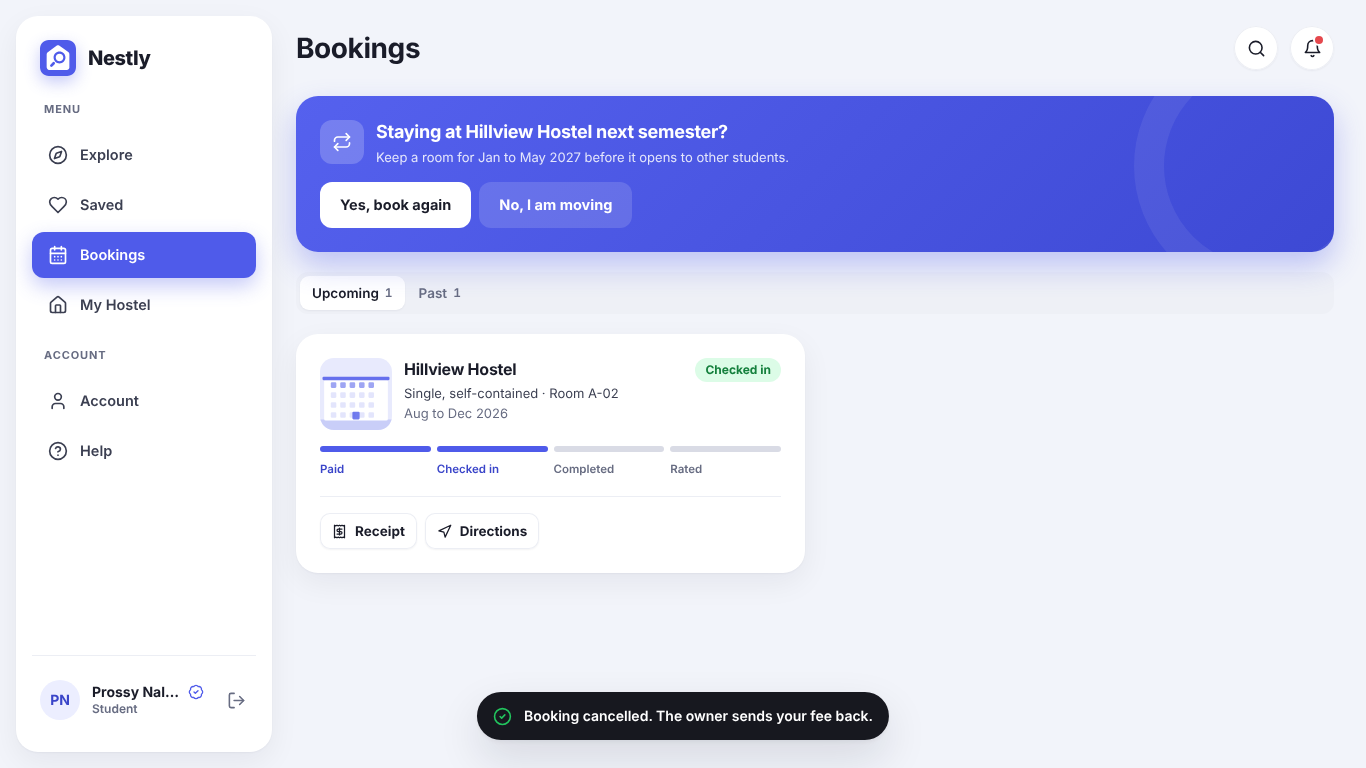 Nestly
MENU
Explore
Saved
Bookings
My Hostel
ACCOUNT
Account
Help
PN
Prossy Nal...
Student
Bookings
Staying at Hillview Hostel next semester?
Keep a room for Jan to May 2027 before it opens to other students.
Yes, book again
No, I am moving
Upcoming 1
Past 1
Hillview Hostel
Checked in
Single, self-contained · Room A-02
Aug to Dec 2026
Paid
Checked in
Completed
Rated
Receipt
Directions
Booking cancelled. The owner sends your fee back.